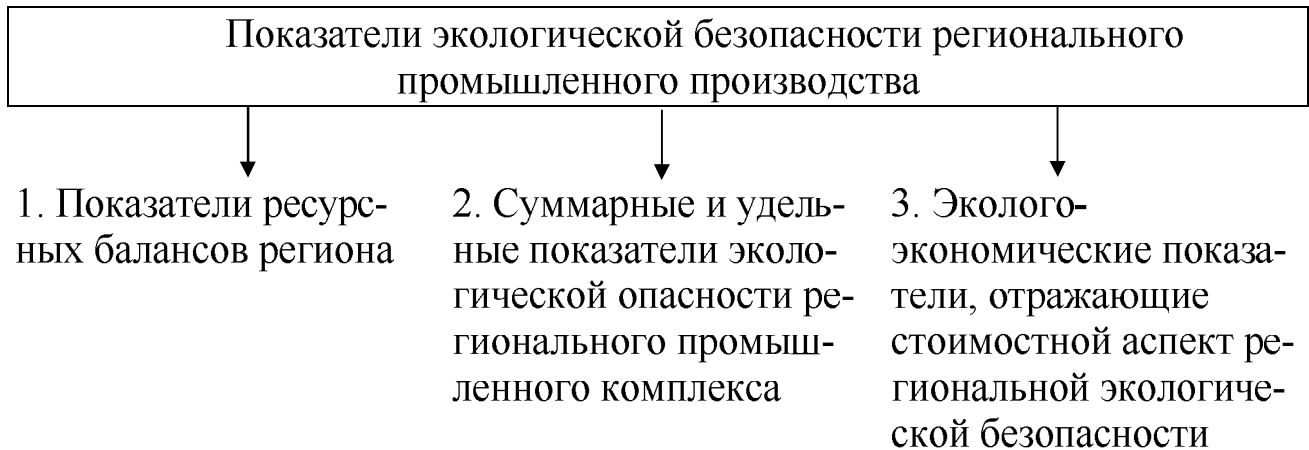 Показатели экологической безопасности регионального
промышленного производства
1. Показатели ресурс-
ных балансов региона
2. Суммарные и удель-
ные показатели эколо-
гической опасности ре-
гионального промыш-
ленного комплекса
3. Эколого-
экономические показа-
тели, отражающие
стоимостной аспект ре-
гиональной экологиче-
ской безопасности